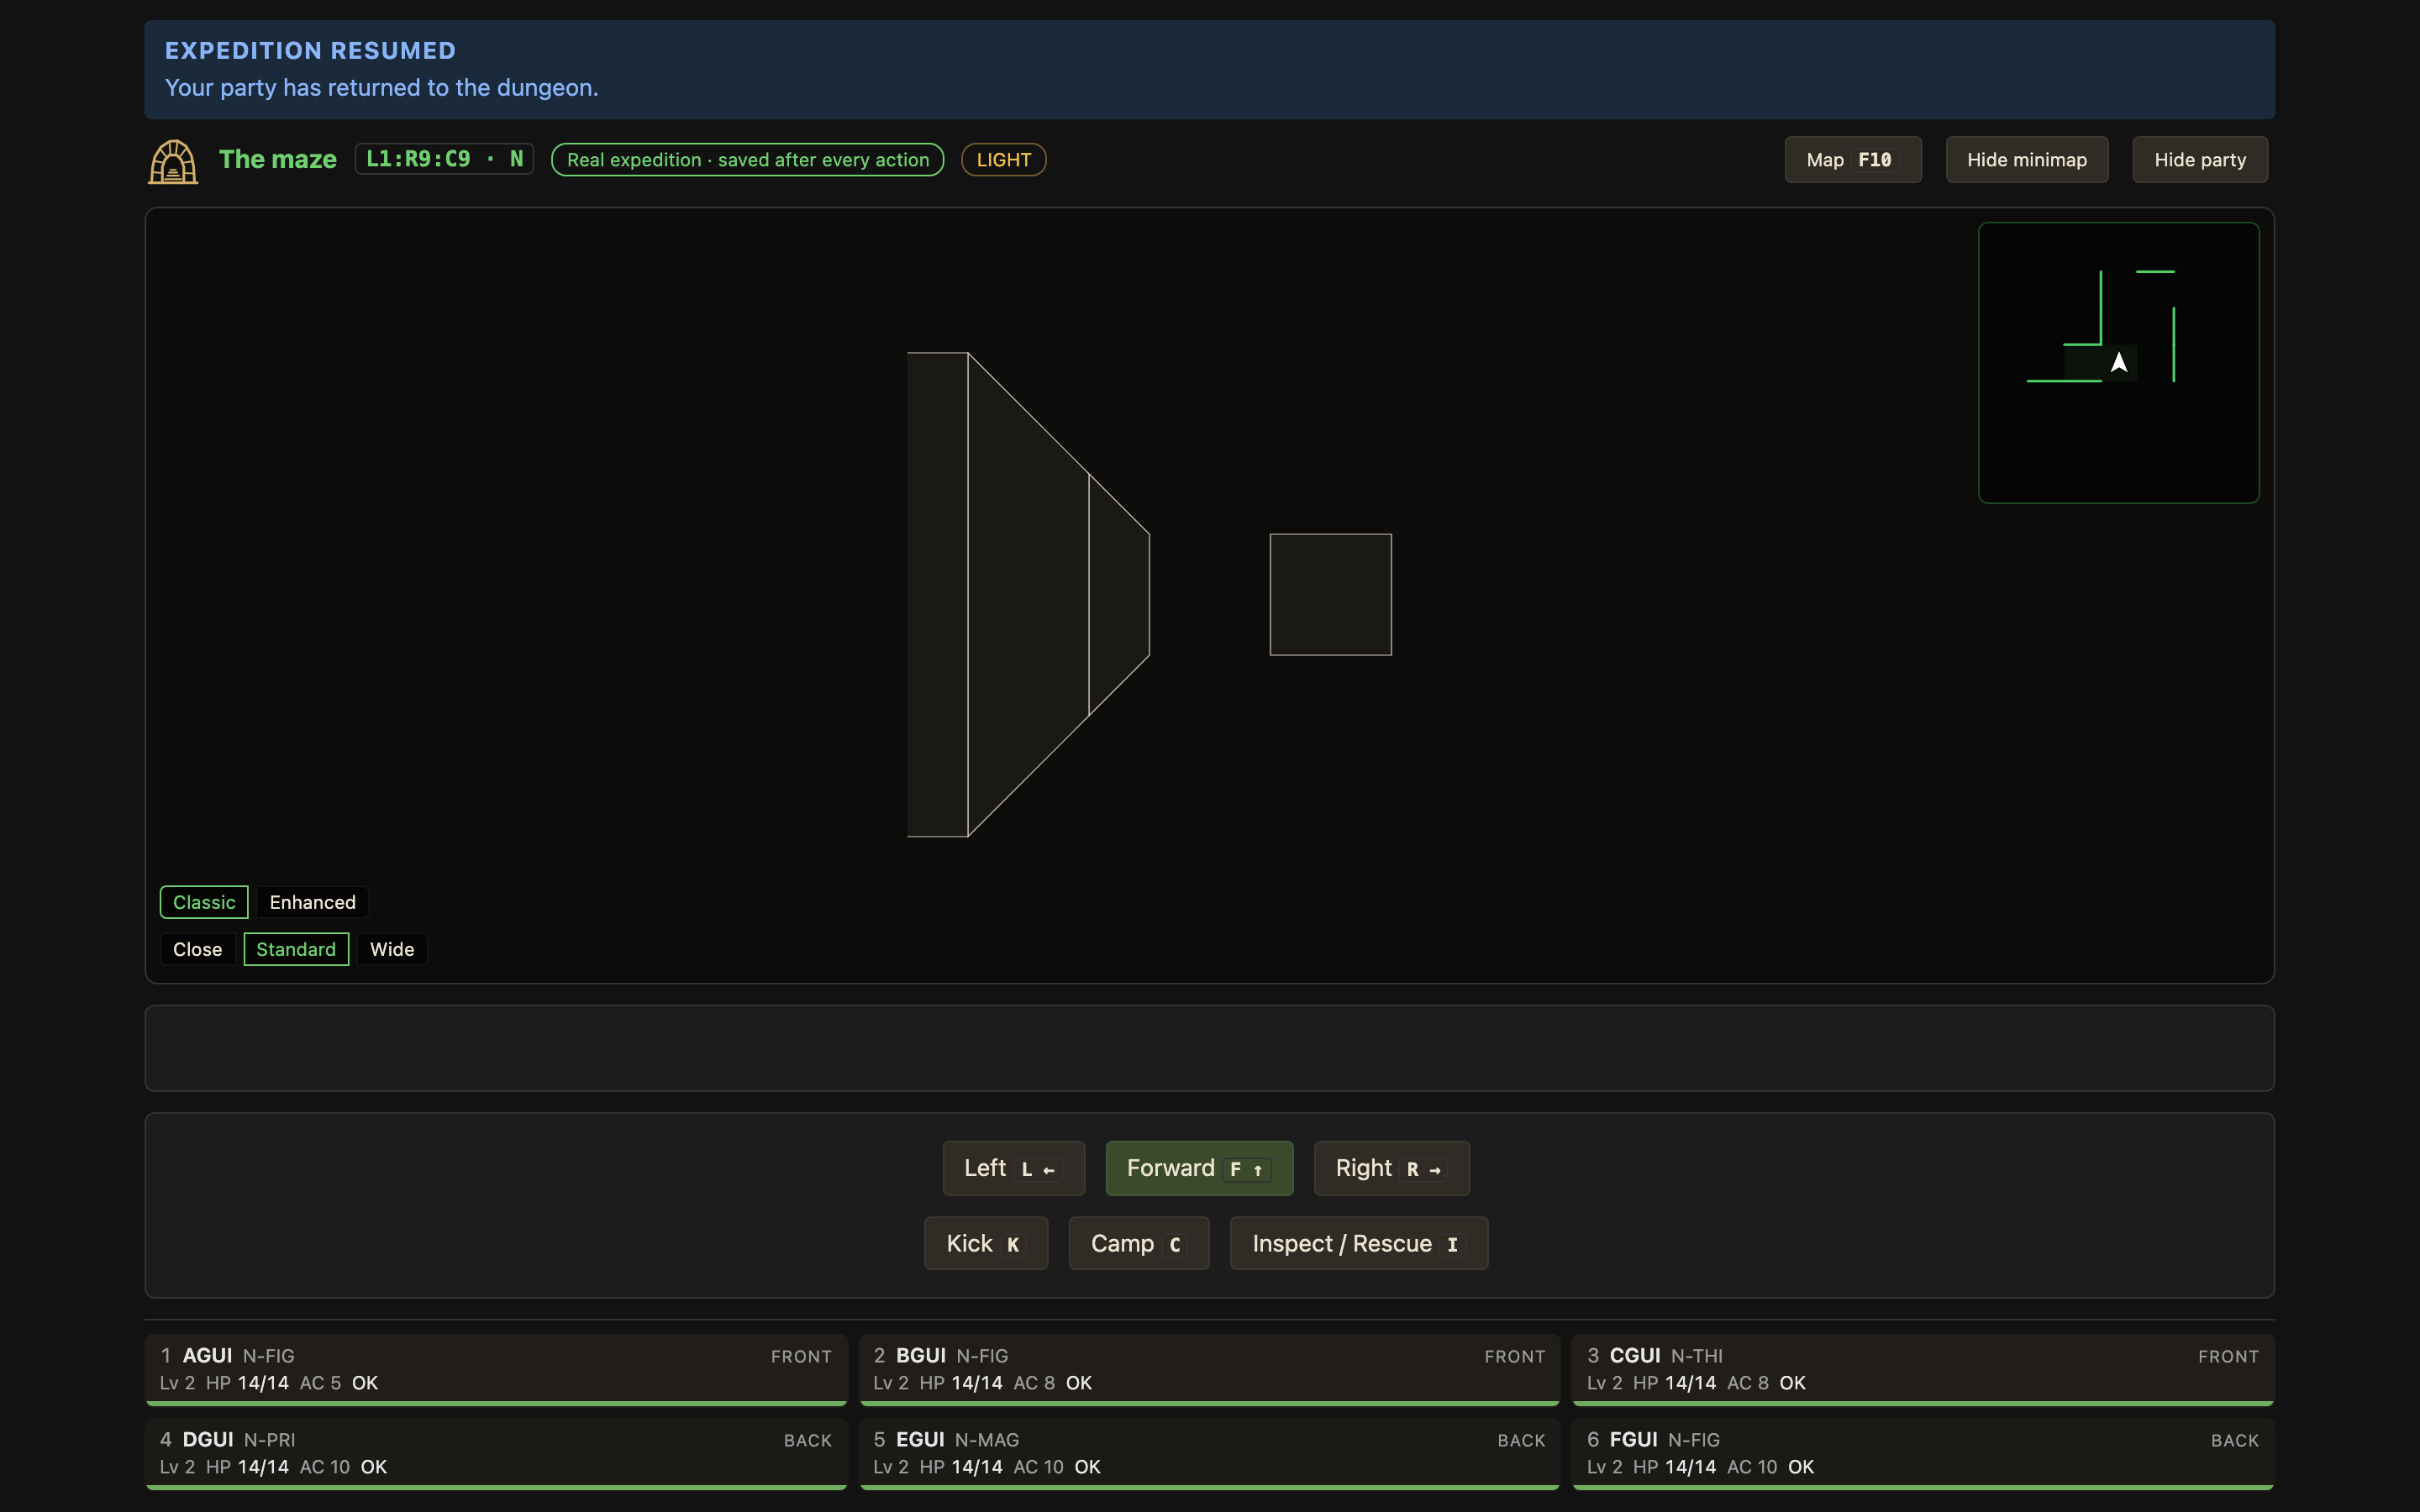 EXPEDITION RESUMED
Your party has returned to the dungeon.
The maze L1:R9:C9 · N Real expedition · saved after every action LIGHT Map F10 Hide minimap Hide party
Classic Enhanced
Close Standard Wide
Left L ← Forward F ↑ Right R →
Kick K Camp C Inspect / Rescue I
1 AGUI N-FIG FRONT 2 BGUI N-FIG FRONT 3 CGUI N-THI FRONT
Lv 2 HP 14/14 AC 5 OK Lv 2 HP 14/14 AC 8 OK Lv 2 HP 14/14 AC 8 OK
4 DGUI N-PRI BACK 5 EGUI N-MAG BACK 6 FGUI N-FIG BACK
Lv 2 HP 14/14 AC 10 OK Lv 2 HP 14/14 AC 10 OK Lv 2 HP 14/14 AC 10 OK